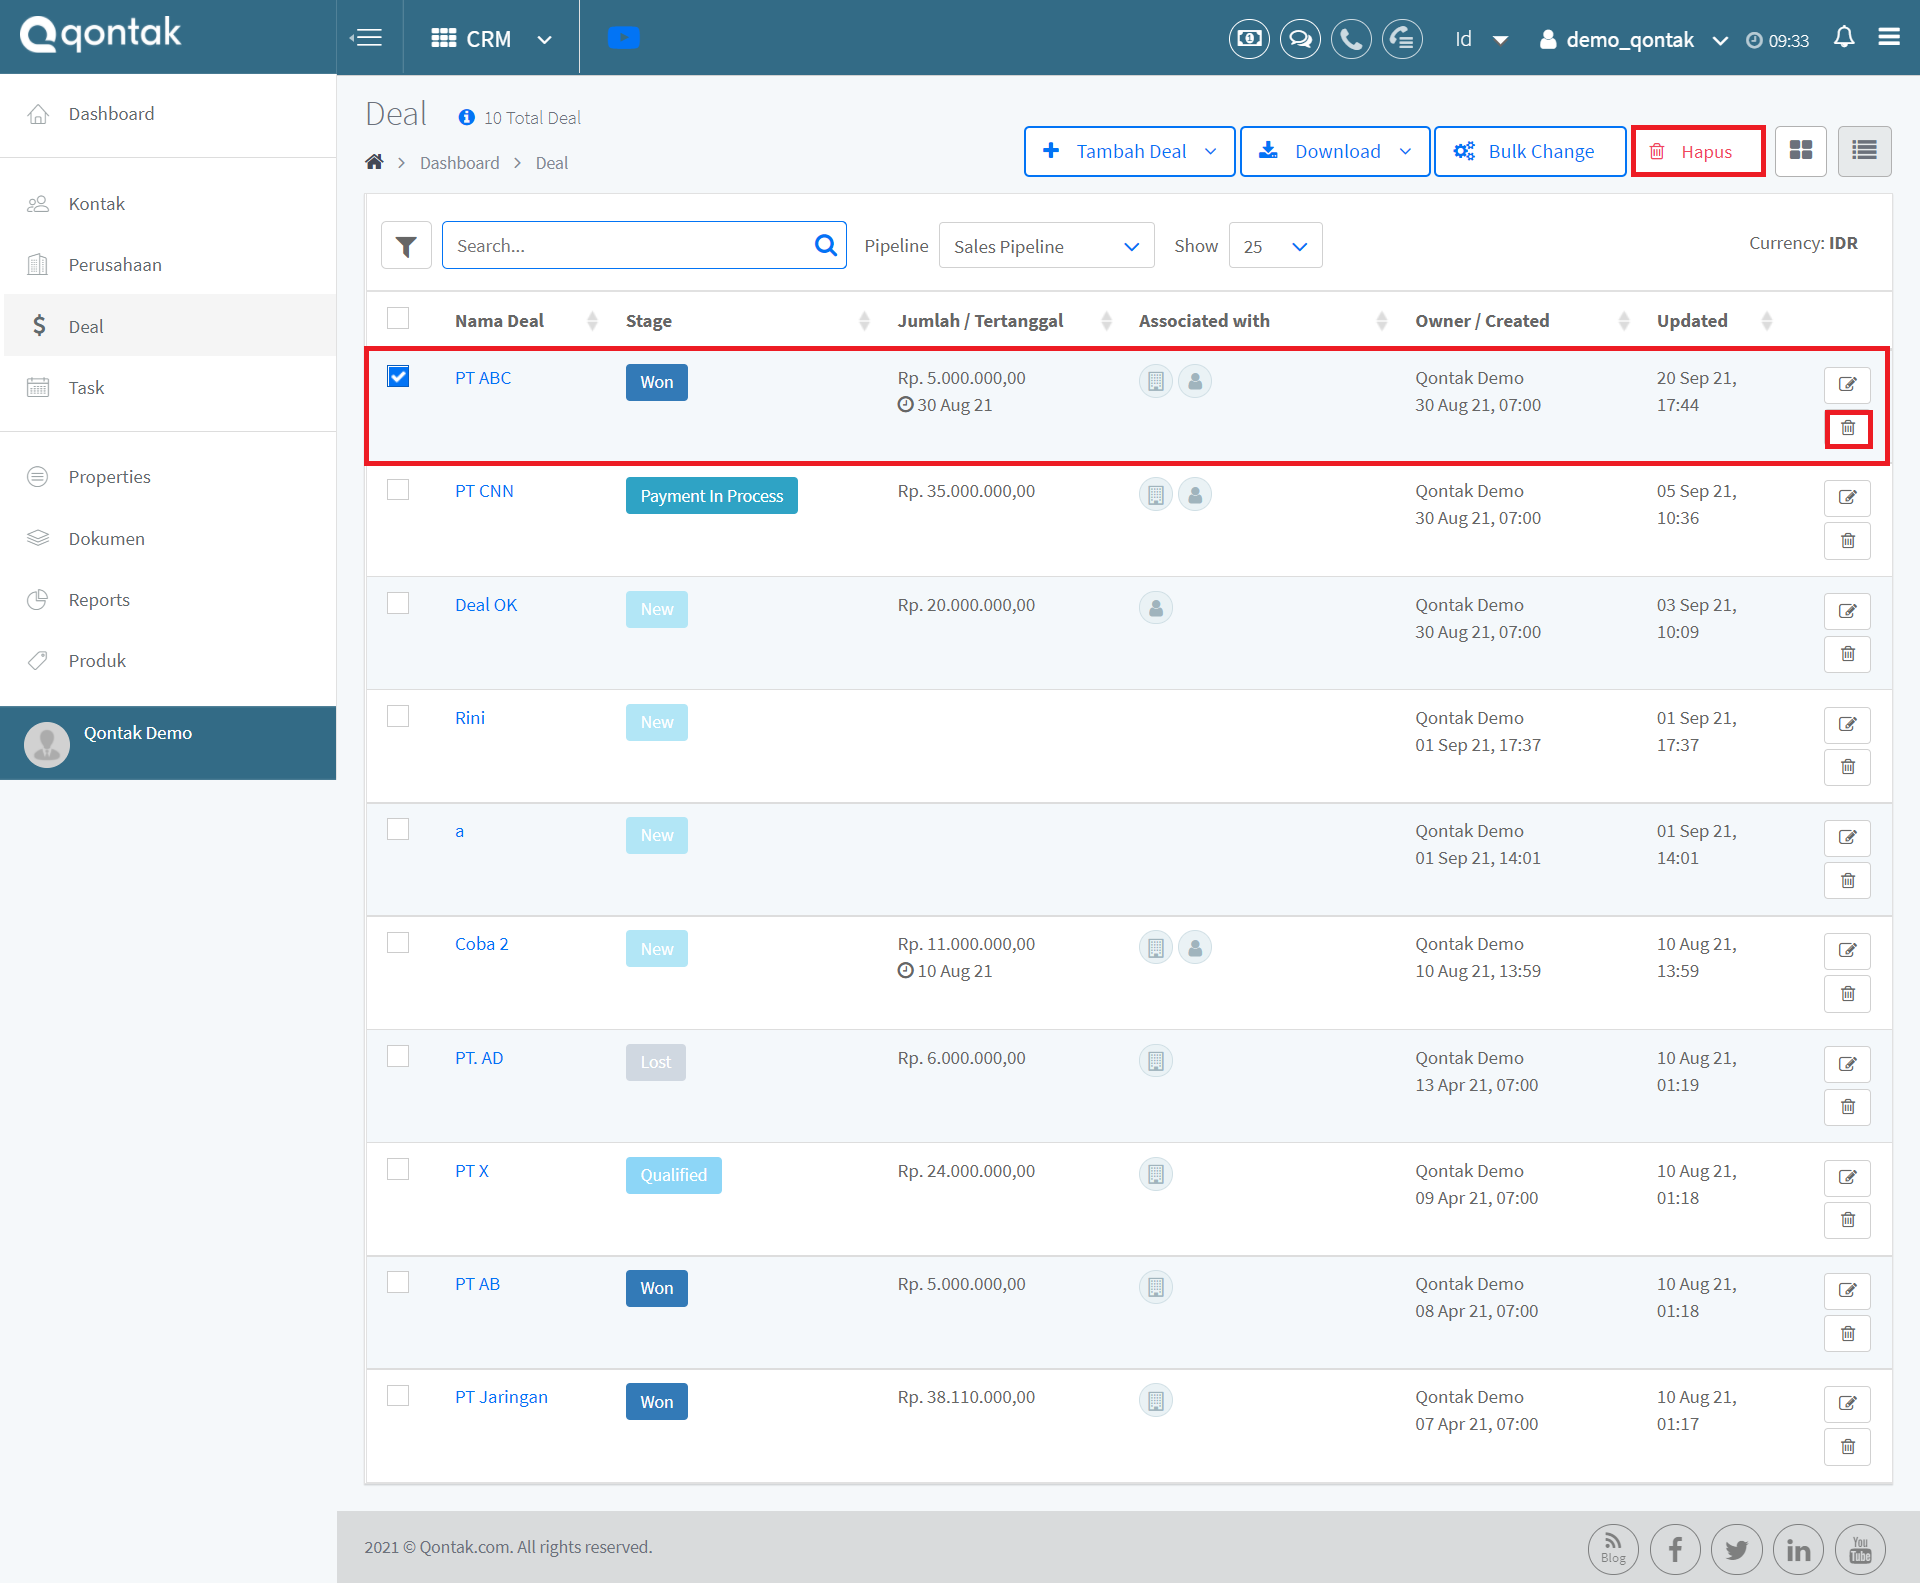 qontak
CRM
Id
demo_qontak
09:33
Dashboard
Kontak
Perusahaan
Deal
Task
Properties
Dokumen
Reports
Produk
Qontak Demo
Deal
10 Total Deal
Dashboard
Deal
Tambah Deal
Download
Bulk Change
Hapus
Search...
Pipeline
Sales Pipeline
Show
25
Currency: IDR
Nama Deal Stage Jumlah / Tertanggal Associated with Owner / Created Updated
PT ABC Won Rp. 5.000.000,00 Qontak Demo 20 Sep 21,
30 Aug 21 30 Aug 21, 07:00 17:44
PT CNN Payment In Process Rp. 35.000.000,00 Qontak Demo 05 Sep 21,
30 Aug 21, 07:00 10:36
Deal OK New Rp. 20.000.000,00 Qontak Demo 03 Sep 21,
30 Aug 21, 07:00 10:09
Rini New Qontak Demo 01 Sep 21,
01 Sep 21, 17:37 17:37
a New Qontak Demo 01 Sep 21,
01 Sep 21, 14:01 14:01
Coba 2 New Rp. 11.000.000,00 Qontak Demo 10 Aug 21,
10 Aug 21 10 Aug 21, 13:59 13:59
PT. AD Lost Rp. 6.000.000,00 Qontak Demo 10 Aug 21,
13 Apr 21, 07:00 01:19
PT X Qualified Rp. 24.000.000,00 Qontak Demo 10 Aug 21,
09 Apr 21, 07:00 01:18
PT AB Won Rp. 5.000.000,00 Qontak Demo 10 Aug 21,
08 Apr 21, 07:00 01:18
PT Jaringan Won Rp. 38.110.000,00 Qontak Demo 10 Aug 21,
07 Apr 21, 07:00 01:17
2021 © Qontak.com. All rights reserved.
Blog
You
Tube